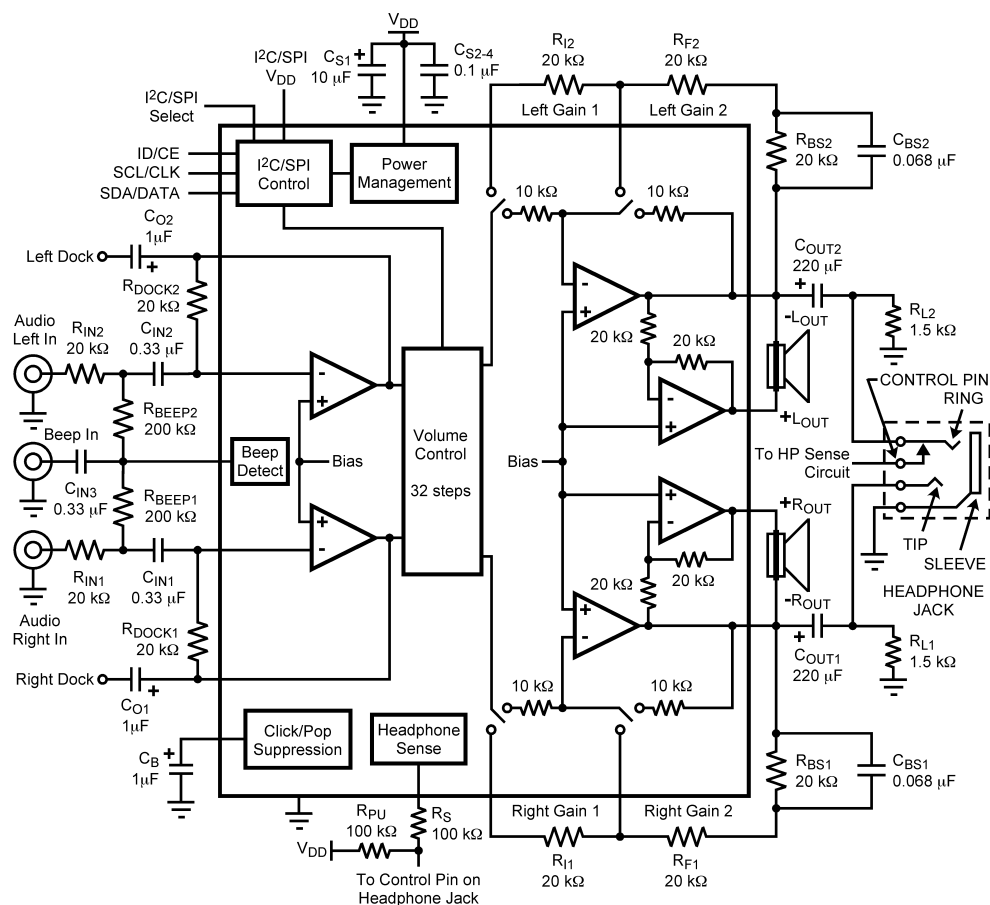 VDD
I2C/SPI
VDD
CS1
10 µF
CS2-4
0.1 µF
RI2
20 kΩ
RF2
20 kΩ
Left Gain 1
Left Gain 2
I2C/SPI
Select
ID/CE
SCL/CLK
SDA/DATA
I2C/SPI
Control
Power
Management
RBS2
20 kΩ
CBS2
0.068 µF
10 kΩ
10 kΩ
CO2
1µF
Left Dock
RDOCK2
20 kΩ
COUT2
220 µF
-LOUT
RL2
1.5 kΩ
Audio
Left In
RIN2
20 kΩ
CIN2
0.33 µF
20 kΩ
20 kΩ
+LOUT
CONTROL PIN
RING
RBEEP2
200 kΩ
Beep In
CIN3
0.33 µF
Beep
Detect
Bias
Volume
Control
32 steps
Bias
To HP Sense
Circuit
RBEEP1
200 kΩ
+ROUT
TIP
SLEEVE
HEADPHONE
JACK
RIN1
20 kΩ
CIN1
0.33 µF
20 kΩ
20 kΩ
-ROUT
Audio
Right In
RDOCK1
20 kΩ
COUT1
220 µF
RL1
1.5 kΩ
Right Dock
CO1
1µF
10 kΩ
10 kΩ
Click/Pop
Suppression
Headphone
Sense
CB
1µF
RBS1
20 kΩ
CBS1
0.068 µF
RPU
100 kΩ
RS
100 kΩ
VDD
Right Gain 1
Right Gain 2
RI1
20 kΩ
RF1
20 kΩ
To Control Pin on
Headphone Jack